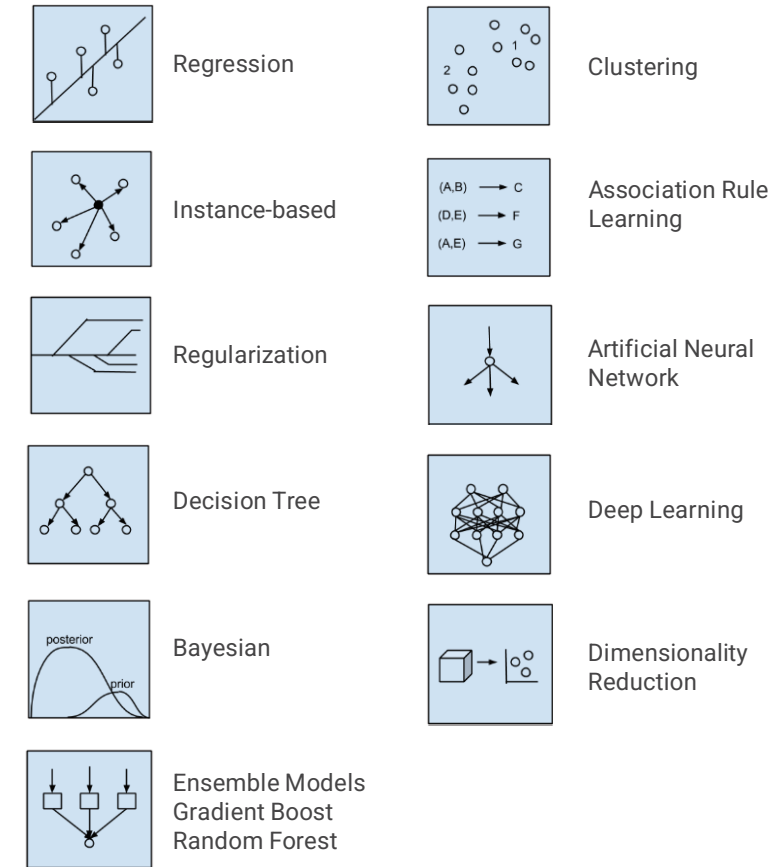 Regression
Instance-based
Regularization
Decision Tree
posterior
prior
Bayesian
Ensemble Models
Gradient Boost
Random Forest
1
2
Clustering
(A,B) → C
(D,E) → F
(A,E) → G
Association Rule
Learning
Artificial Neural
Network
Deep Learning
Dimensionality
Reduction